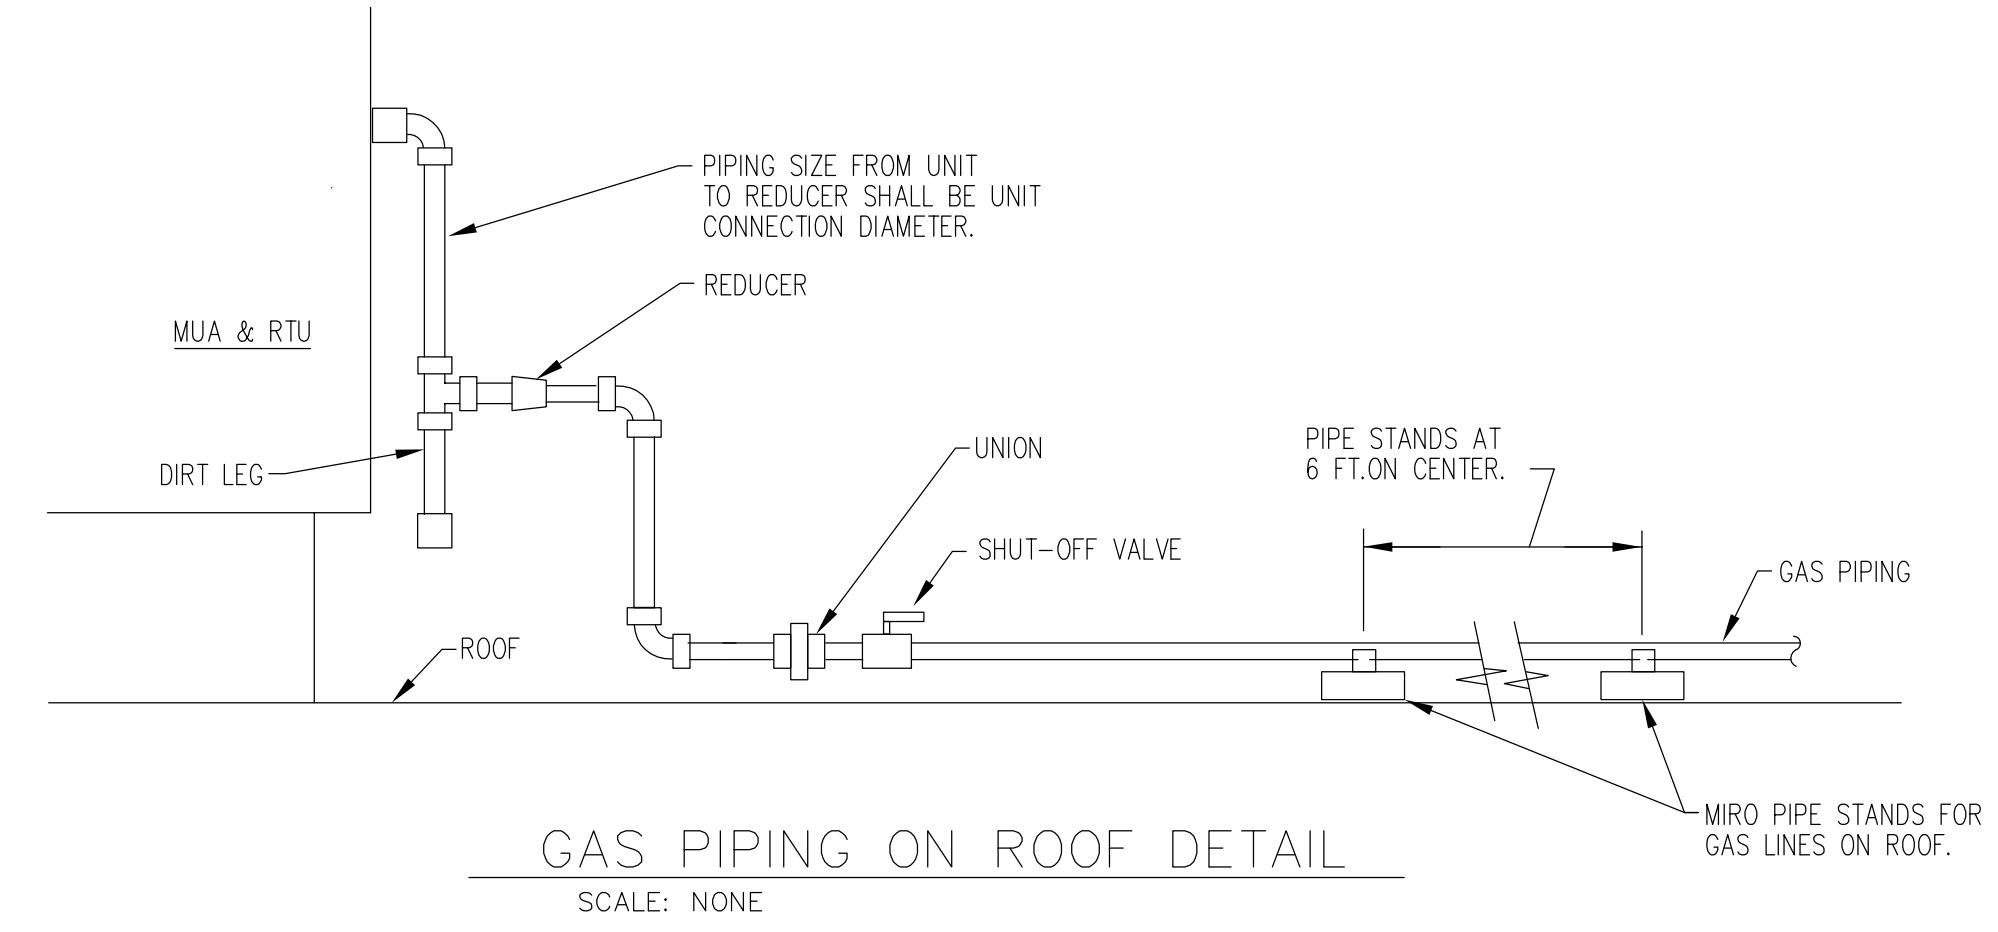 PIPING SIZE FROM UNIT
TO REDUCER SHALL BE UNIT
CONNECTION DIAMETER.
REDUCER
MUA & RTU
UNION
PIPE STANDS AT
6 FT.ON CENTER.
DIRT LEG
SHUT-OFF VALVE
GAS PIPING
ROOF
MIRO PIPE STANDS FOR
GAS LINES ON ROOF.
GAS PIPING ON ROOF DETAIL
SCALE: NONE